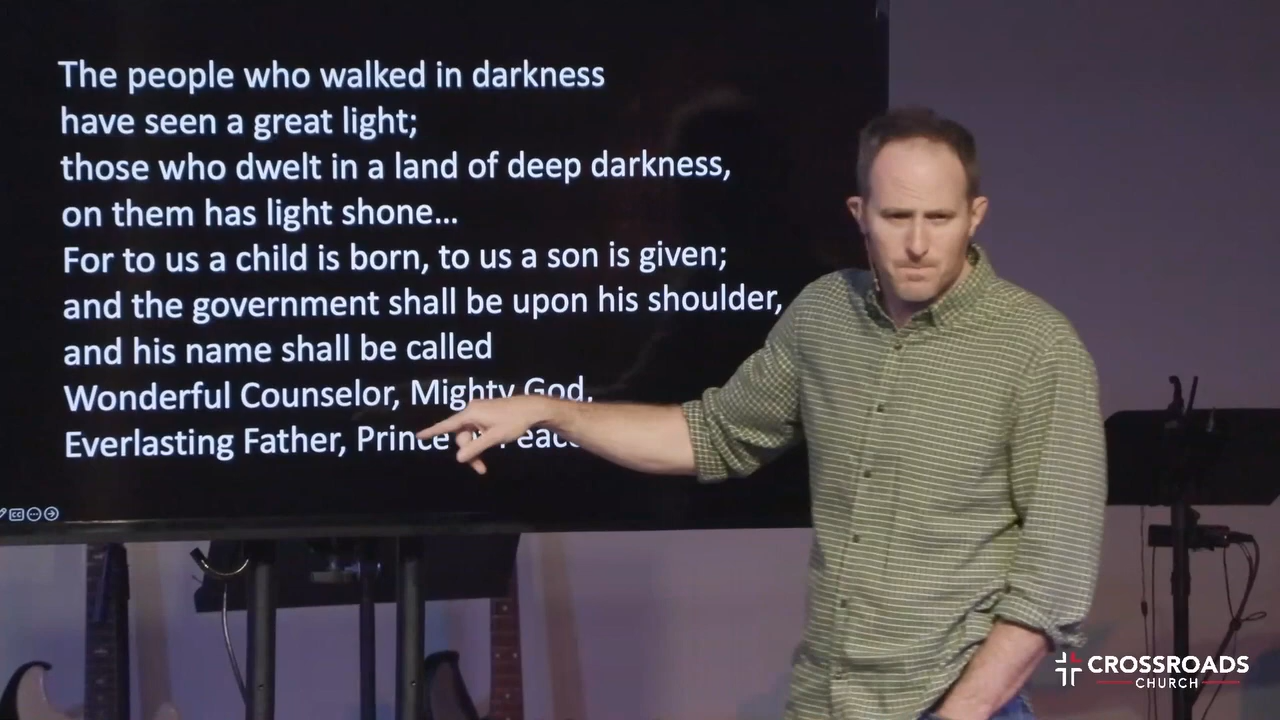 The people who walked in darkness
have seen a great light;
those who dwelt in a land of deep darkness,
on them has light shone...
For to us a child is born, to us a son is given;
and the government shall be upon his shoulder,
and his name shall be called
Wonderful Counselor, Mighty God,
Everlasting Father, Prince
CC
CROSSROADS
CHURCH